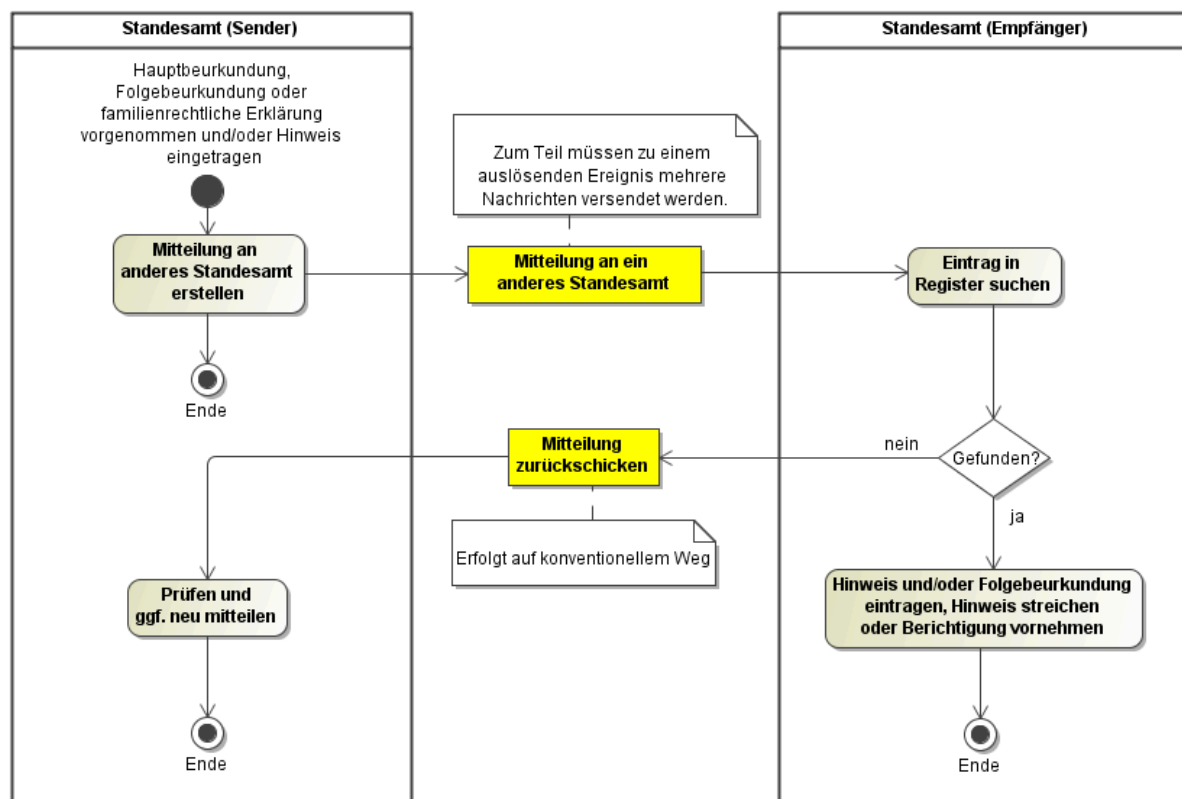 Standesamt (Sender)
Standesamt (Empfänger)
Hauptbeurkundung,
Folgebeurkundung oder
familienrechtliche Erklärung
vorgenommen und/oder Hinweis
eingetragen
Zum Teil müssen zu einem
auslösenden Ereignis mehrere
Nachrichten versendet werden.
Mitteilung an
anderes Standesamt
erstellen
Mitteilung an ein
anderes Standesamt
Eintrag in
Register suchen
Ende
Mitteilung
zurückschicken
nein
Gefunden?
ja
Erfolgt auf konventionellem Weg
Prüfen und
ggf. neu mitteilen
Hinweis und/oder Folgebeurkundung
eintragen, Hinweis streichen
oder Berichtigung vornehmen
Ende
Ende